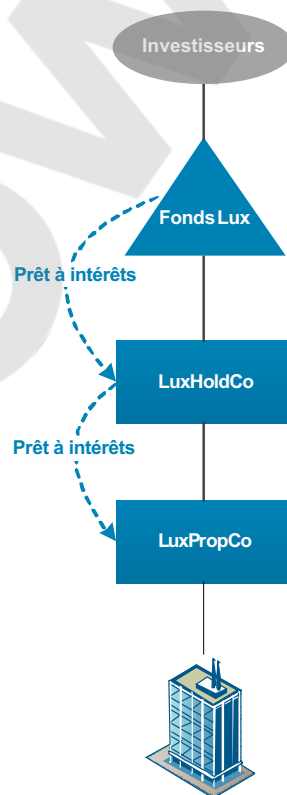 Investisseurs
Fonds Lux
Prêt à intérêts
LuxHoldCo
Prêt à intérêts
LuxPropCo